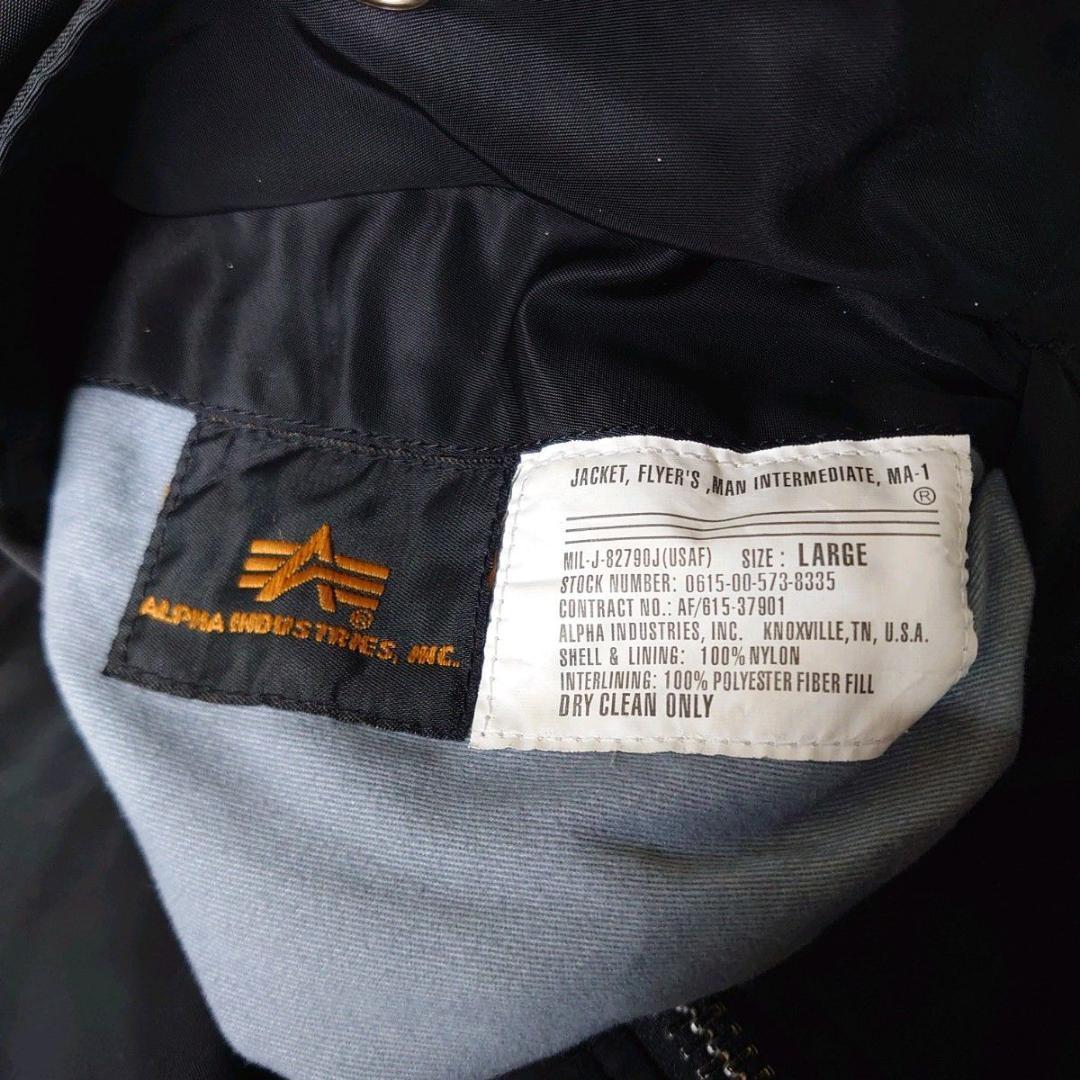 ALPHA INDUSTRIES, INC.
®
JACKET, FLYER'S ,MAN INTERMEDIATE, MA-1
®
MIL-J-82790J(USAF) SIZE : LARGE
STOCK NUMBER: 0615-00-573-8335
CONTRACT NO.: AF/615-37901
ALPHA INDUSTRIES, INC. KNOXVILLE,TN, U.S.A.
SHELL & LINING: 100% NYLON
INTERLINING: 100% POLYESTER FIBER FILL
DRY CLEAN ONLY